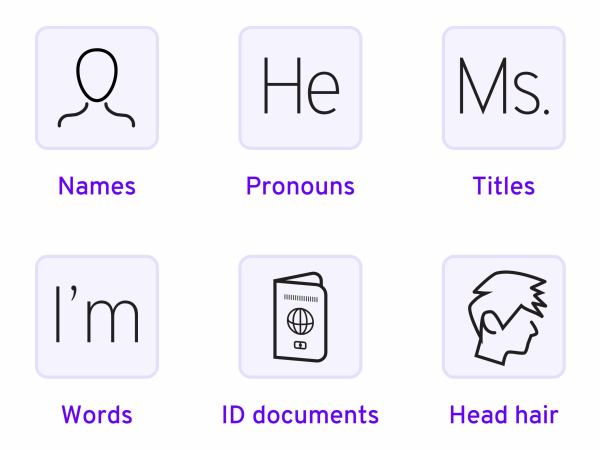 He
Ms.
Names
Pronouns
Titles
I'm
Words
ID documents
Head hair